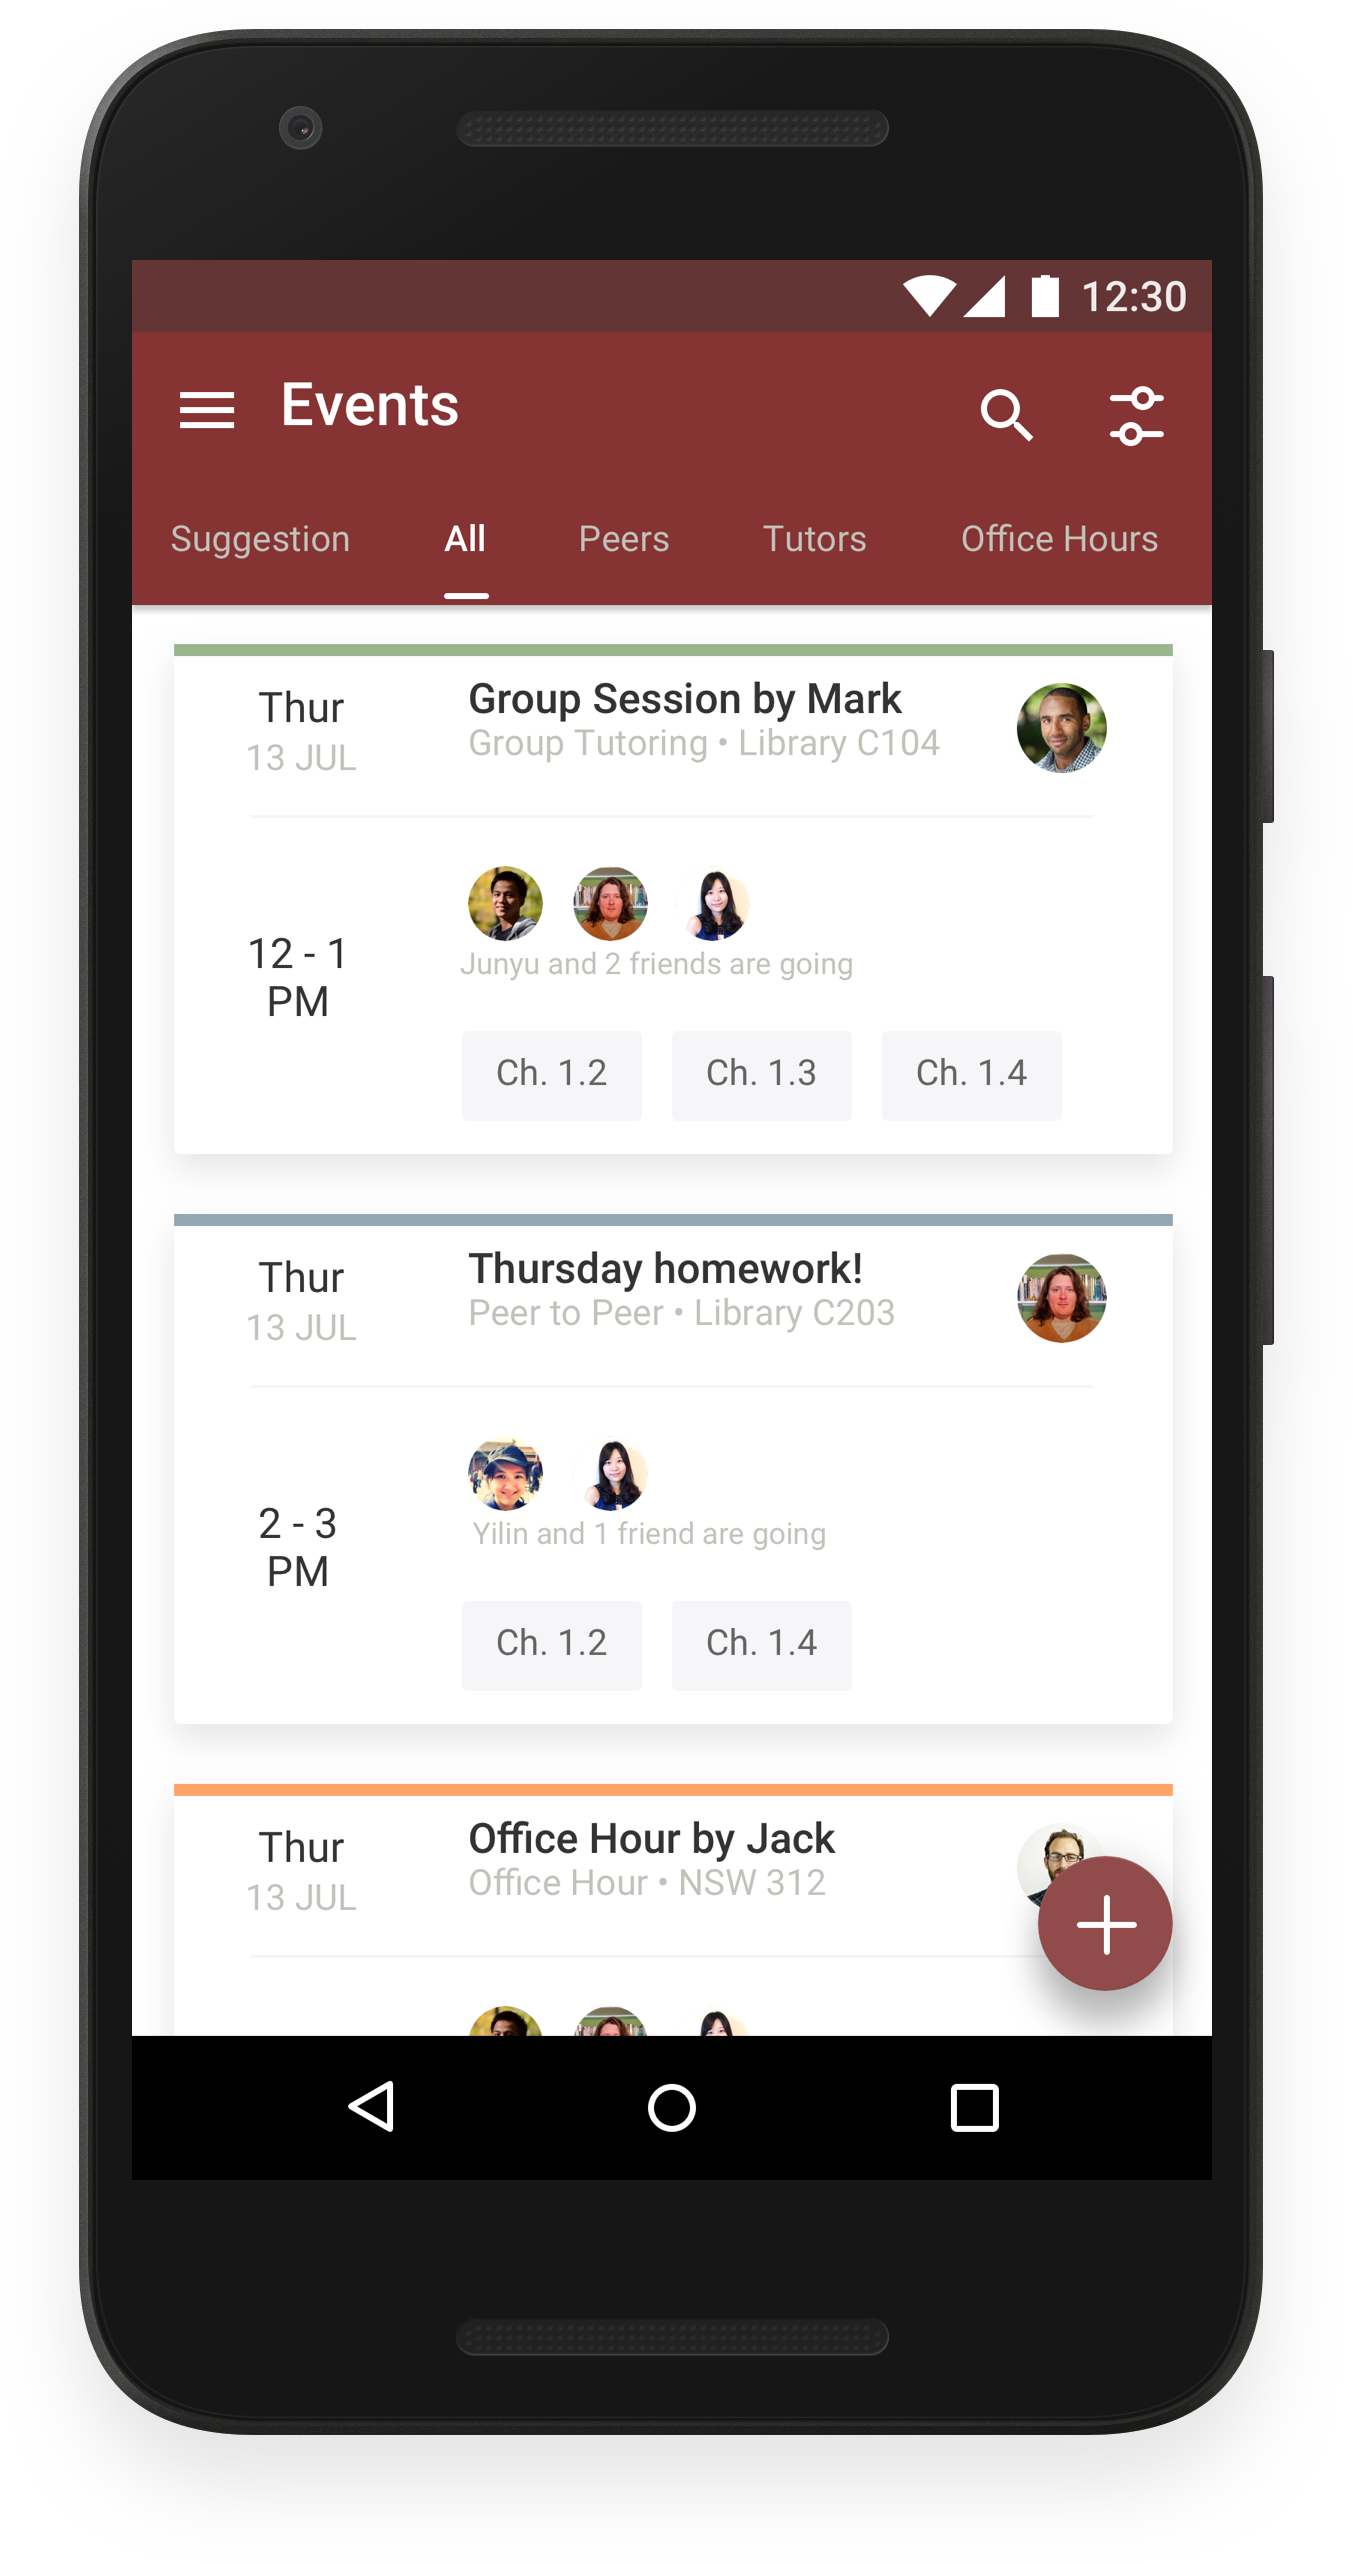 12:30
Events
Suggestion All Peers Tutors Office Hours
Thur
13 JUL
Group Session by Mark
Group Tutoring • Library C104
12 - 1
PM
Junyu and 2 friends are going
Ch. 1.2 Ch. 1.3 Ch. 1.4
Thur
13 JUL
Thursday homework!
Peer to Peer • Library C203
2 - 3
PM
Yilin and 1 friend are going
Ch. 1.2 Ch. 1.4
Thur
13 JUL
Office Hour by Jack
Office Hour • NSW 312